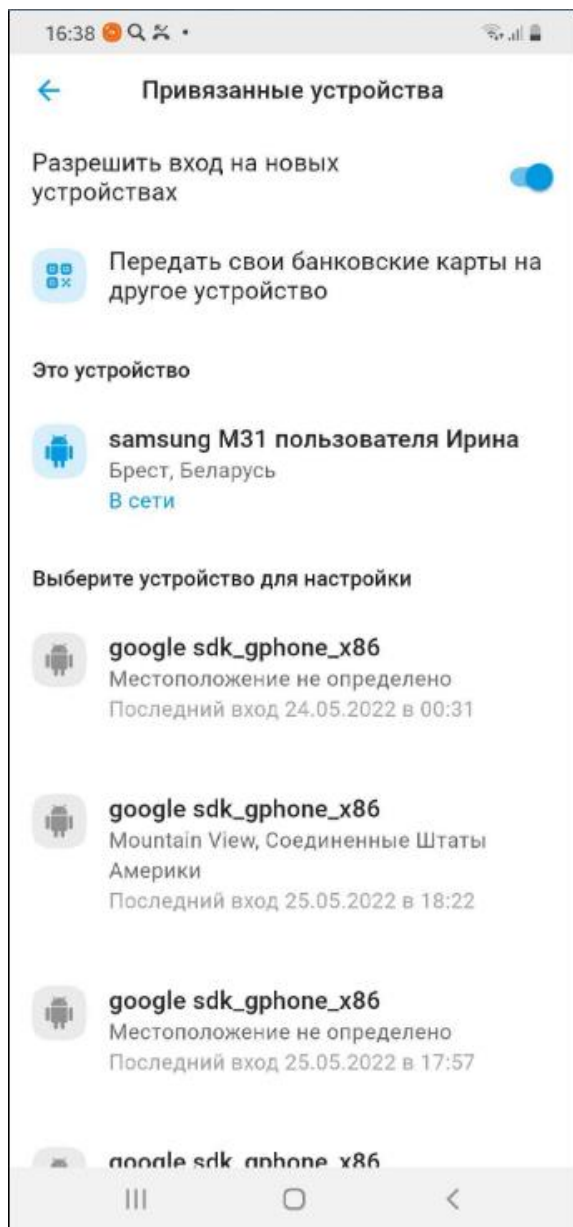 16:38
Привязанные устройства
Разрешить вход на новых
устройствах
Передать свои банковские карты на
другое устройство
Это устройство
samsung M31 пользователя Ирина
Брест, Беларусь
В сети
Выберите устройство для настройки
google sdk_gphone_x86
Местоположение не определено
Последний вход 24.05.2022 в 00:31
google sdk_gphone_x86
Mountain View, Соединенные Штаты
Америки
Последний вход 25.05.2022 в 18:22
google sdk_gphone_x86
Местоположение не определено
Последний вход 25.05.2022 в 17:57
google sdk_gphone_x86